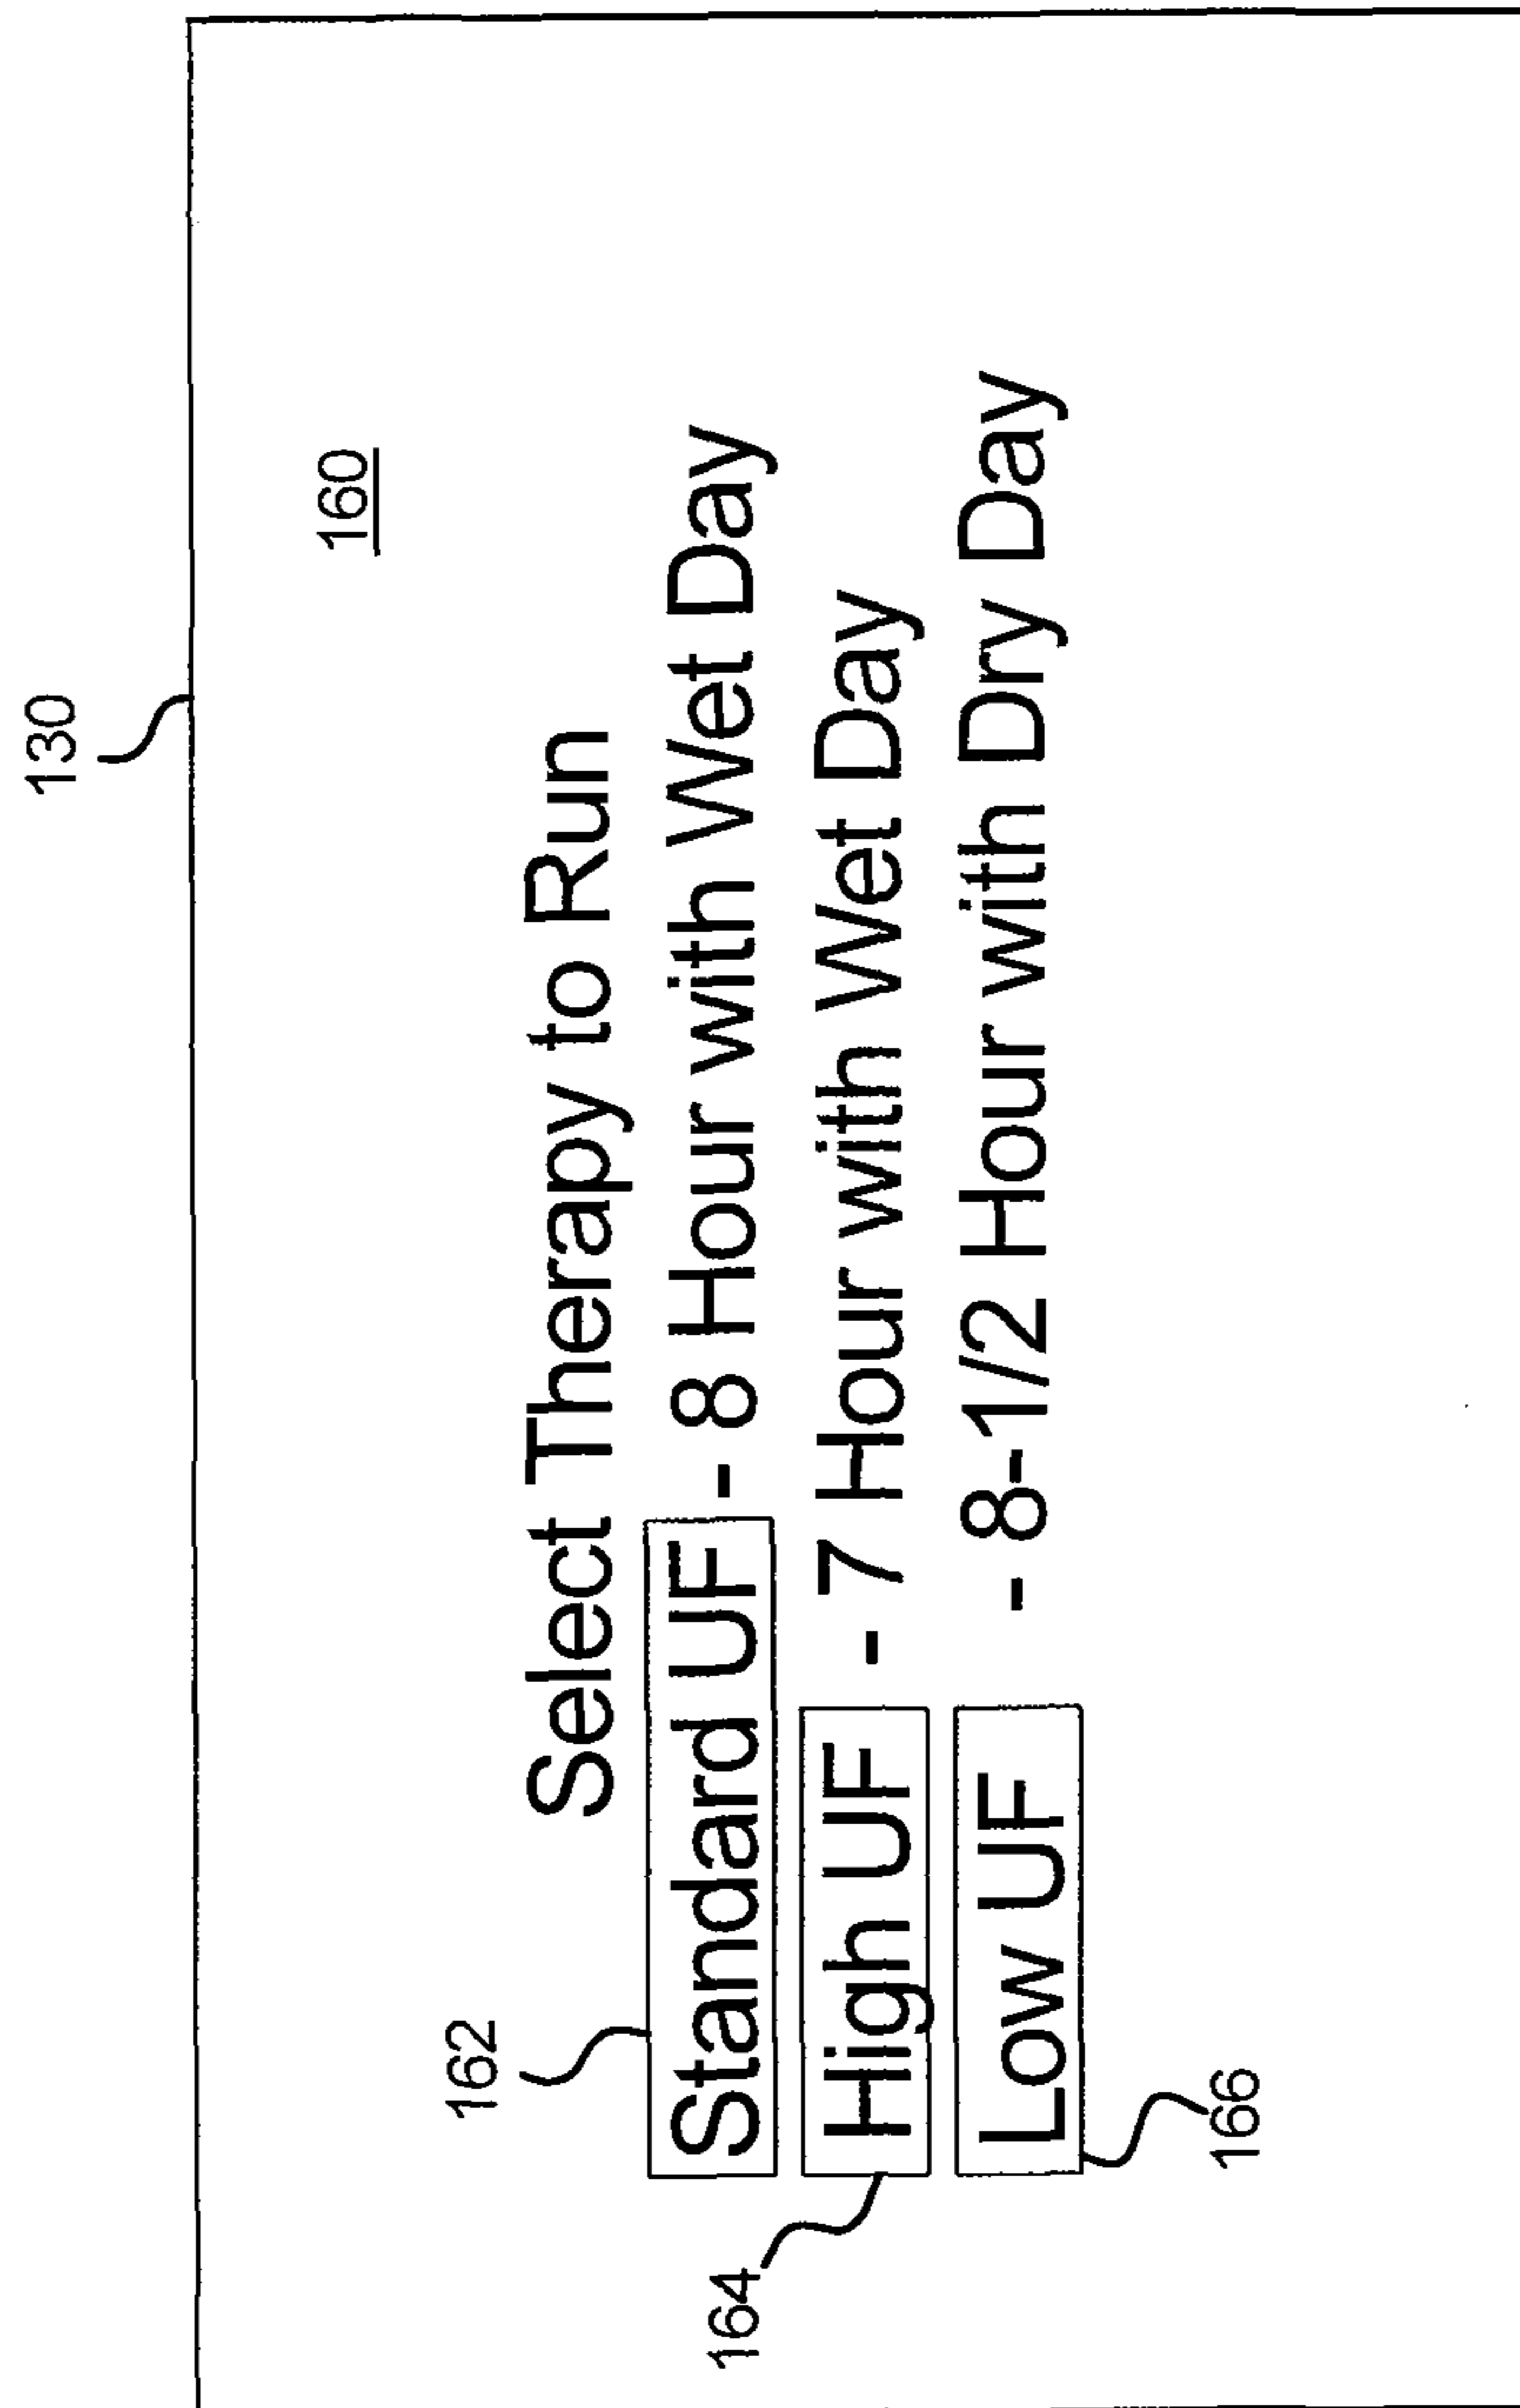 130
160
Select Therapy to Run
162
Standard UF - 8 Hour with Wet Day
164
High UF - 7 Hour with Wet Day
Low UF - 8-1/2 Hour with Dry Day
166